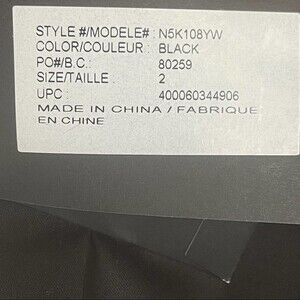 STYLE #/MODELE# : N5K108YW
COLOR/COULEUR : BLACK
PO#/B.C.: 80259
SIZE/TAILLE : 2
UPC : 400060344906
MADE IN CHINA / FABRIQUE
EN CHINE